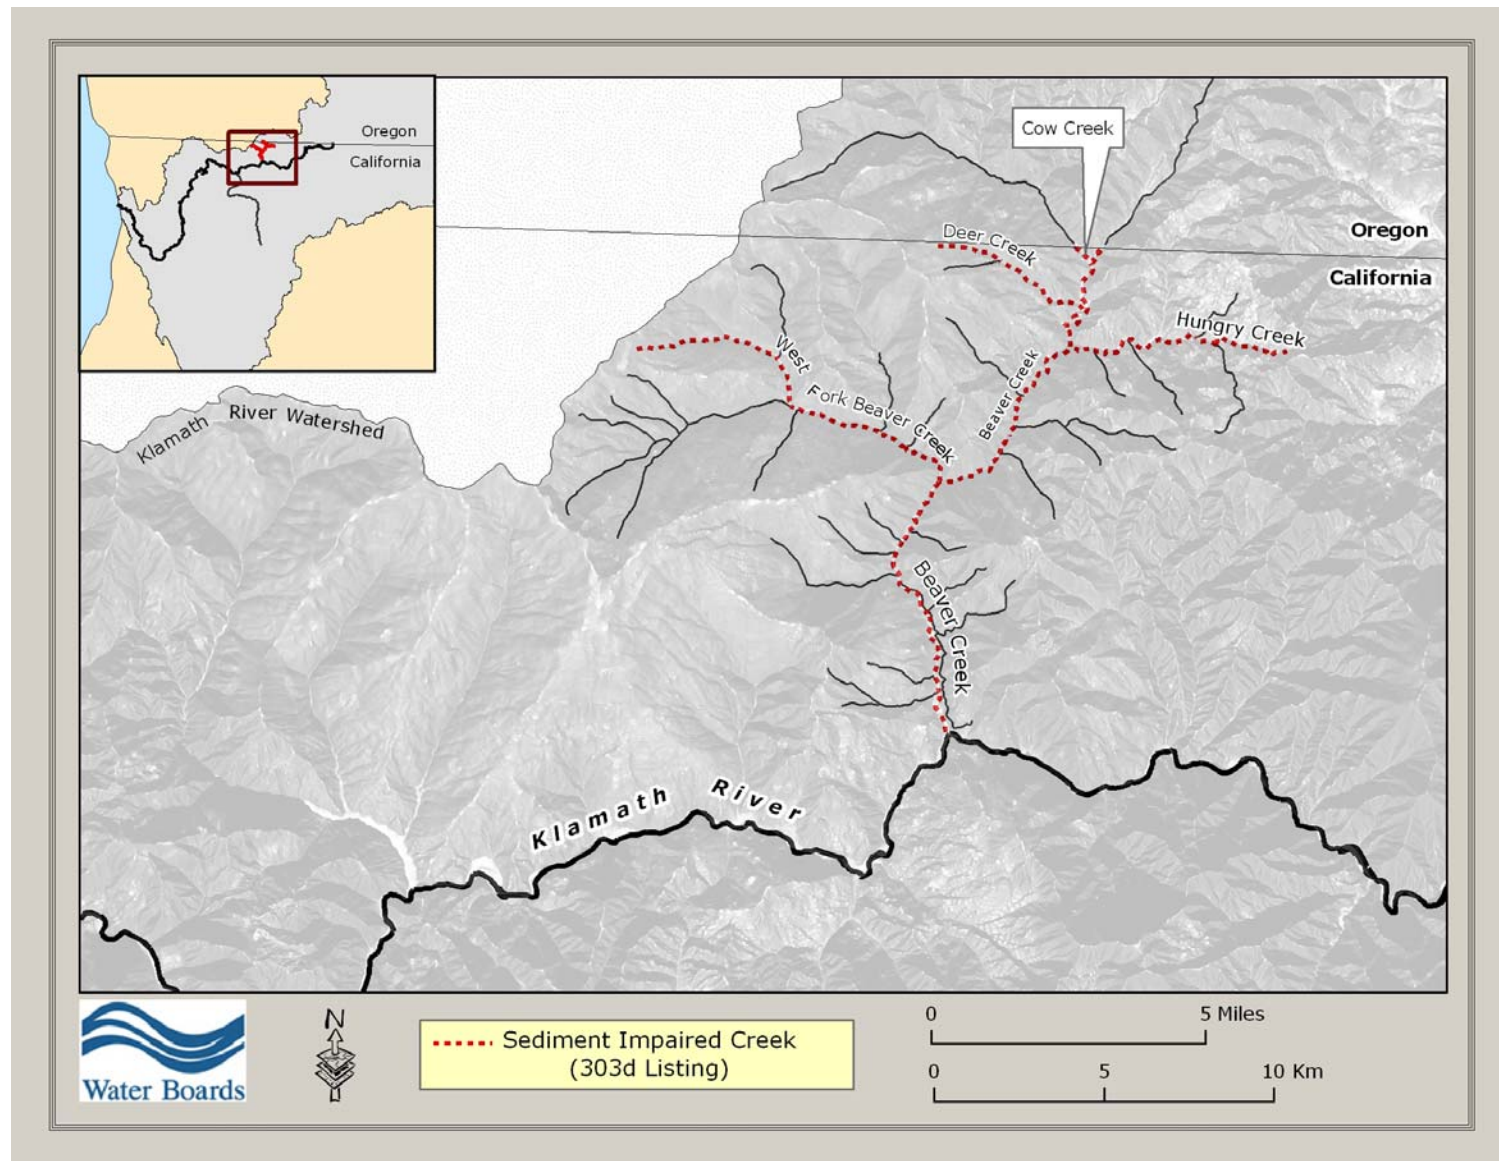 Oregon
California
Cow Creek
Oregon
California
Deer Creek
Hungry Creek
West
Fork Beaver Creek
Beaver Creek
Klamath River Watershed
Beaver Creek
Klamath River
Water Boards
N
Sediment Impaired Creek
(303d Listing)
0 5 Miles
0 5 10 Km